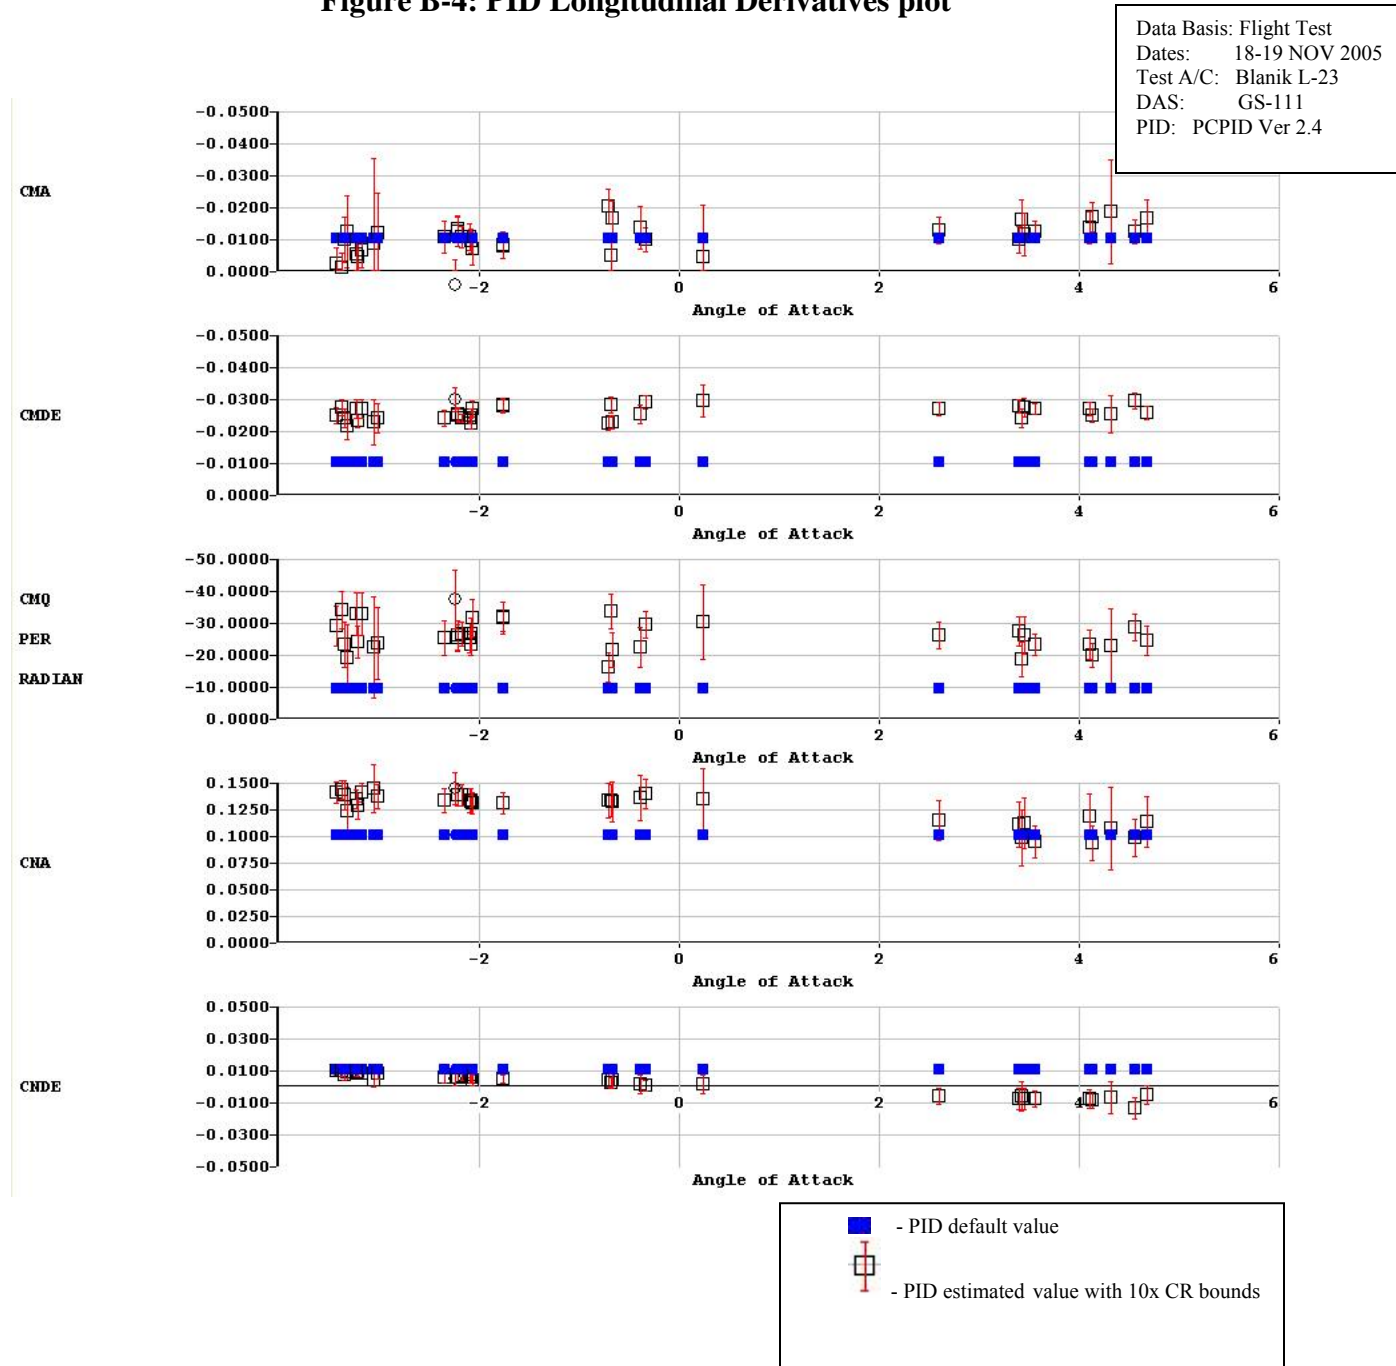 Figure B-4: PID Longitudinal Derivatives plot
Data Basis: Flight Test
Dates: 18-19 NOV 2005
Test A/C: Blanik L-23
DAS: GS-111
PID: PCPID Ver 2.4
CMA
-0.0500
-0.0400
-0.0300
-0.0200
-0.0100
0.0000
-2 0 2 4 6
Angle of Attack
CMDE
-0.0500
-0.0400
-0.0300
-0.0200
-0.0100
0.0000
-2 0 2 4 6
Angle of Attack
CMQ
PER
RADIAN
-50.0000
-40.0000
-30.0000
-20.0000
-10.0000
0.0000
-2 0 2 4 6
Angle of Attack
CNA
0.1500
0.1250
0.1000
0.0750
0.0500
0.0250
0.0000
-2 0 2 4 6
Angle of Attack
CNDE
0.0500
0.0300
0.0100
-0.0100
-0.0300
-0.0500
-2 0 2 4 6
Angle of Attack
- PID default value
- PID estimated value with 10x CR bounds